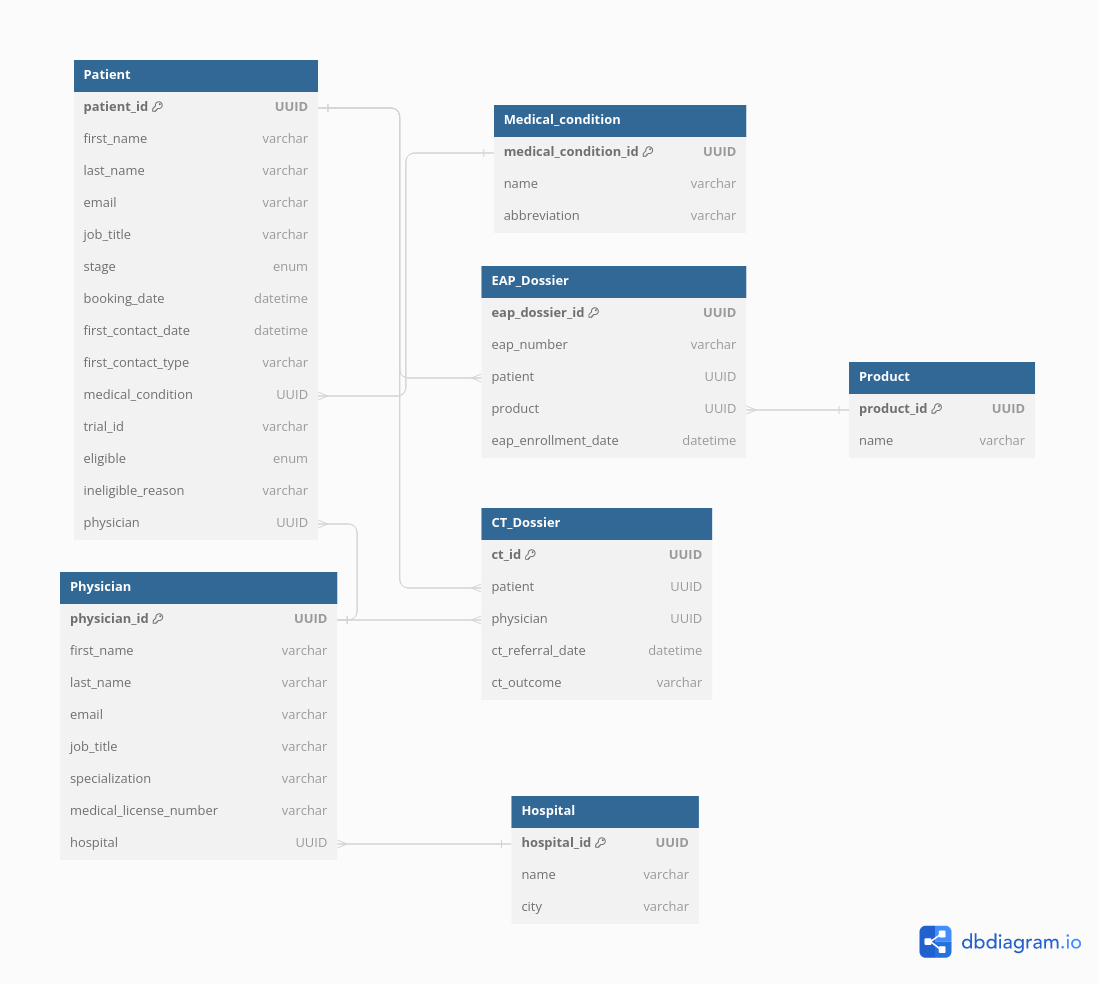 Patient
patient_id UUID
first_name varchar
last_name varchar
email varchar
job_title varchar
stage enum
booking_date datetime
first_contact_date datetime
first_contact_type varchar
medical_condition UUID
trial_id varchar
eligible enum
ineligible_reason varchar
physician UUID
Physician
physician_id UUID
first_name varchar
last_name varchar
email varchar
job_title varchar
specialization varchar
medical_license_number varchar
hospital UUID
Medical_condition
medical_condition_id UUID
name varchar
abbreviation varchar
EAP_Dossier
eap_dossier_id UUID
eap_number varchar
patient UUID
product UUID
eap_enrollment_date datetime
Product
product_id UUID
name varchar
CT_Dossier
ct_id UUID
patient UUID
physician UUID
ct_referral_date datetime
ct_outcome varchar
Hospital
hospital_id UUID
name varchar
city varchar
dbdiagram.io